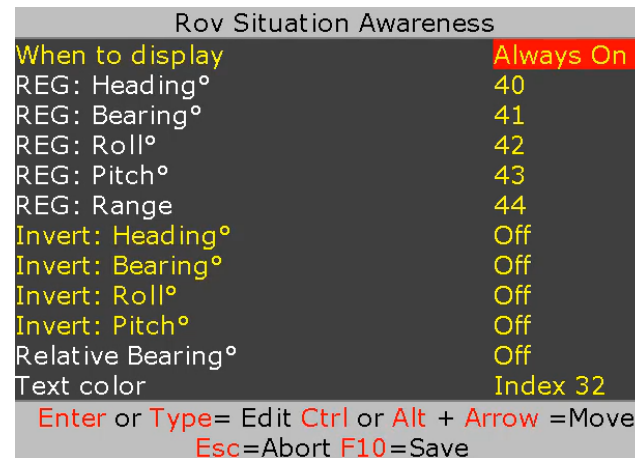 Rov Situation Awareness
When to display Always On
REG: Heading° 40
REG: Bearing° 41
REG: Roll° 42
REG: Pitch° 43
REG: Range 44
Invert: Heading° Off
Invert: Bearing° Off
Invert: Roll° Off
Invert: Pitch° Off
Relative Bearing° Off
Text color Index 32
Enter or Type= Edit Ctrl or Alt + Arrow =Move
Esc=Abort F10=Save